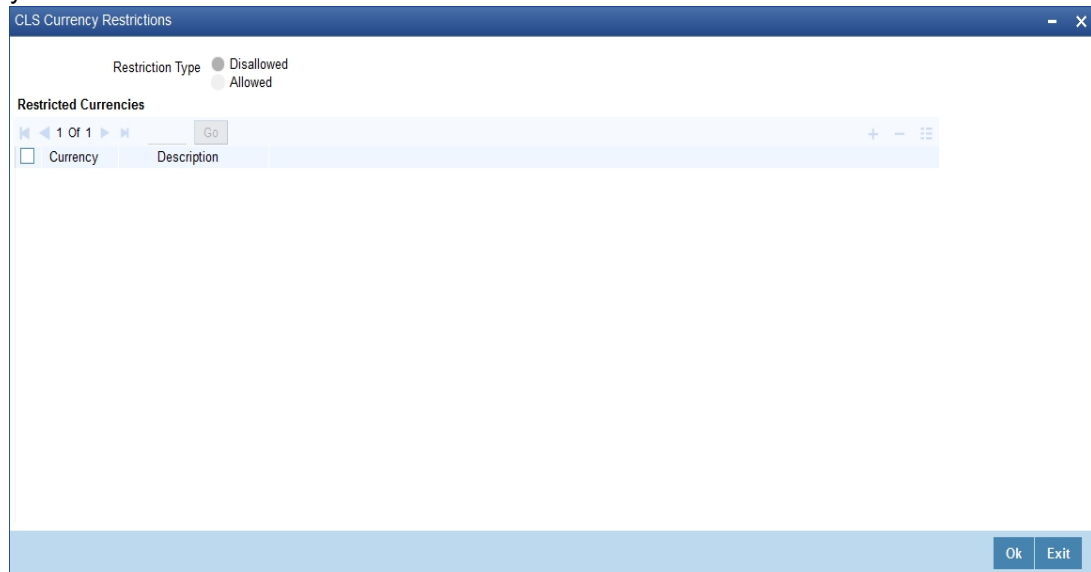 CLS Currency Restrictions
Restriction Type Disallowed
Allowed
Restricted Currencies
1 Of 1 Go
Currency Description
Ok Exit